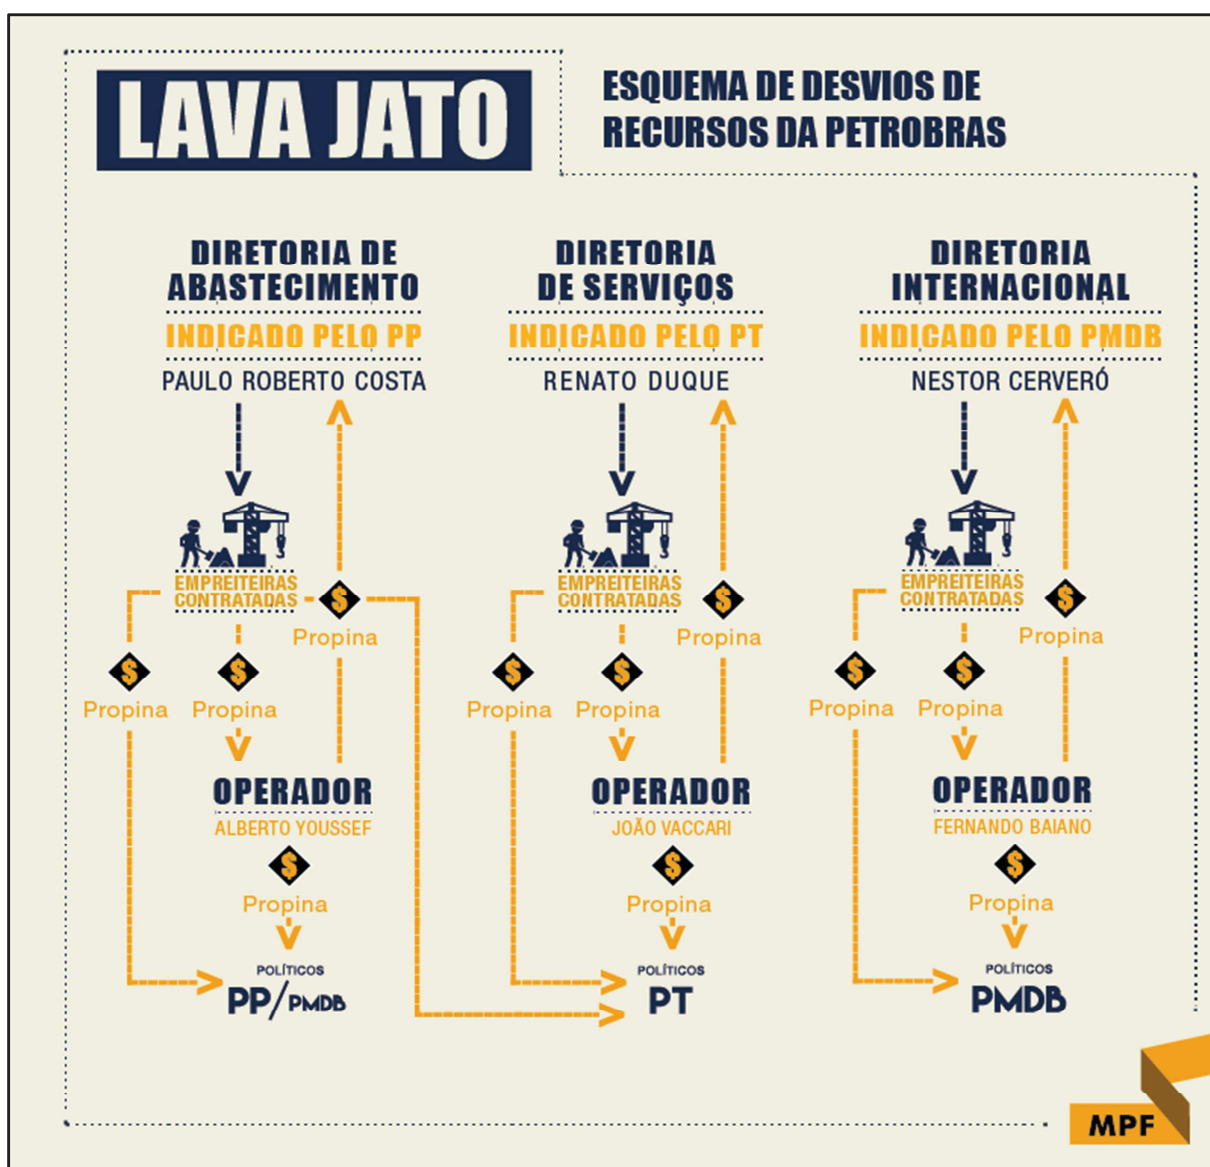 LAVA JATO
ESQUEMA DE DESVIOS DE
RECURSOS DA PETROBRAS
DIRETORIA DE
ABASTECIMENTO
INDICADO PELO PP
PAULO ROBERTO COSTA
EMPREITEIRAS
CONTRATADAS
$
Propina
$
Propina
$
Propina
OPERADOR
ALBERTO YOUSSEF
$
Propina
POLÍTICOS
PP/PMDB
DIRETORIA
DE SERVIÇOS
INDICADO PELO PT
RENATO DUQUE
EMPREITEIRAS
CONTRATADAS
$
Propina
$
Propina
$
Propina
OPERADOR
JOÃO VACCARI
$
Propina
POLÍTICOS
PT
DIRETORIA
INTERNACIONAL
INDICADO PELO PMDB
NESTOR CERVERÓ
EMPREITEIRAS
CONTRATADAS
$
Propina
$
Propina
$
Propina
OPERADOR
FERNANDO BAIANO
$
Propina
POLÍTICOS
PMDB
MPF